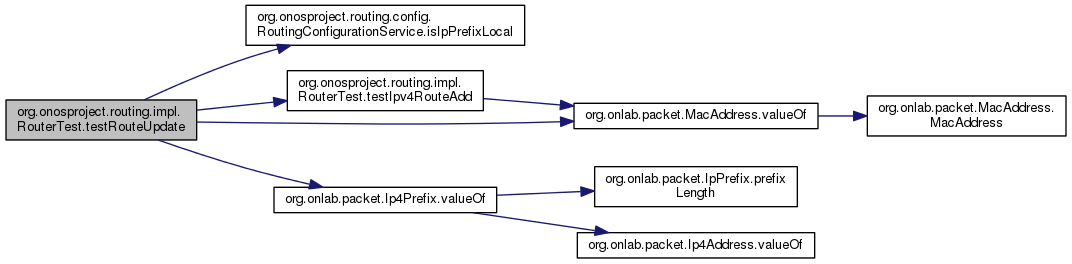 org.onosproject.routing.config.
RoutingConfigurationService.isIpPrefixLocal
org.onosproject.routing.impl.
RouterTest.testIpv4RouteAdd
org.onosproject.routing.impl.
RouterTest.testRouteUpdate
org.onlab.packet.MacAddress.valueOf
org.onlab.packet.MacAddress.
MacAddress
org.onlab.packet.Ip4Prefix.valueOf
org.onlab.packet.IpPrefix.prefix
Length
org.onlab.packet.Ip4Address.valueOf